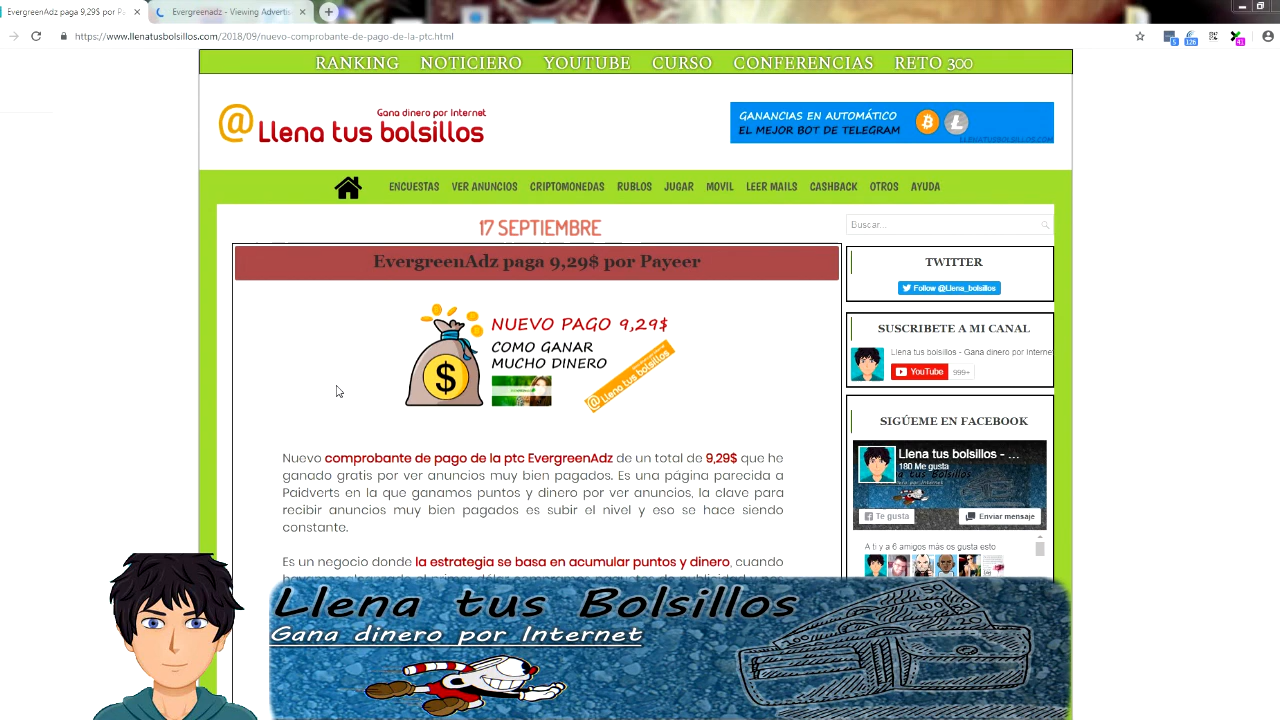 EvergreenAdz paga 9,29$ por P
Evergreenadz - Viewing Advertis
https://www.llenatusbolsillos.com/2018/09/nuevo-comprobante-de-pago-de-la-ptc.html
RANKING NOTICIERO YOUTUBE CURSO CONFERENCIAS RETO 300
Gana dinero por Internet
@Llena tus bolsillos
GANANCIAS EN AUTOMÁTICO
EL MEJOR BOT DE TELEGRAM
LLENATUSBOLSILLOS.COM
ENCUESTAS VER ANUNCIOS CRIPTOMONEDAS RUBLOS JUGAR MOVIL LEER MAILS CASHBACK OTROS AYUDA
17 SEPTIEMBRE
Buscar...
EvergreenAdz paga 9,29$ por Payeer
NUEVO PAGO 9,29$
COMO GANAR
MUCHO DINERO
@Llena tus bolsillos
Nuevo comprobante de pago de la ptc EvergreenAdz de un total de 9,29$ que he
ganado gratis por ver anuncios muy bien pagados. Es una página parecida a
Paidverts en la que ganamos puntos y dinero por ver anuncios, la clave para
recibir anuncios muy bien pagados es subir el nivel y eso se hace siendo
constante.
Es un negocio donde la estrategia se basa en acumular puntos y dinero, cuando
TWITTER
Follow @Llena_bolsillos
SUSCRIBETE A MI CANAL
Llena tus bolsillos - Gana dinero por Internet
YouTube 999+
SIGÚEME EN FACEBOOK
Llena tus bolsillos - ...
180 Me gusta
Te gusta
Enviar mensaje
A ti y a 6 amigos más os gusta esto
Llena tus Bolsillos
Gana dinero por Internet